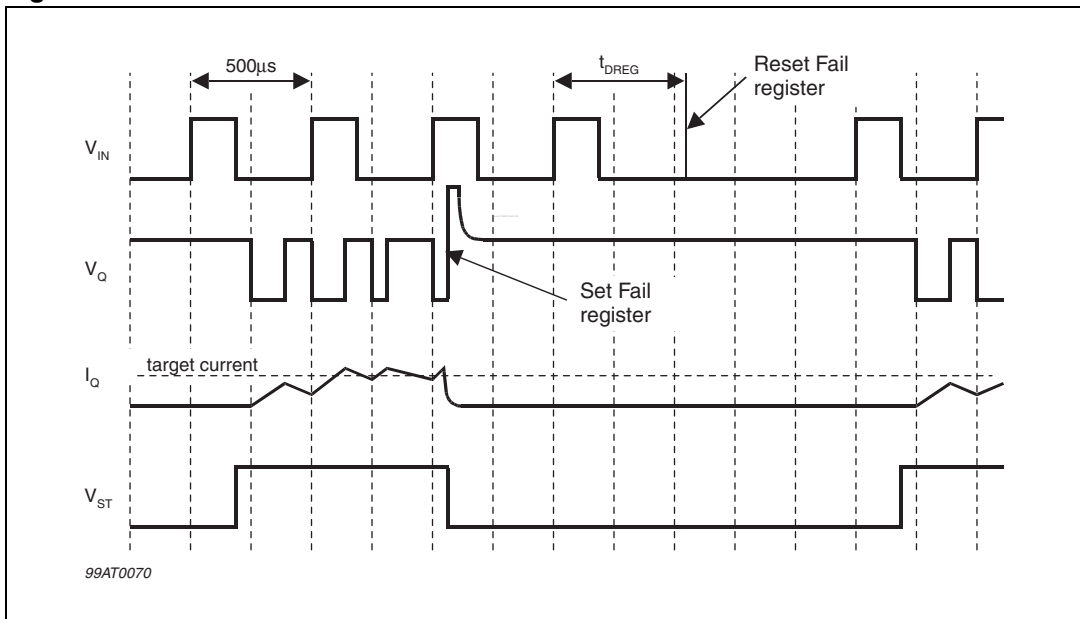 500µs
t_DREG
Reset Fail
register
V_IN
V_Q
Set Fail
register
target current
I_Q
V_ST
99AT0070